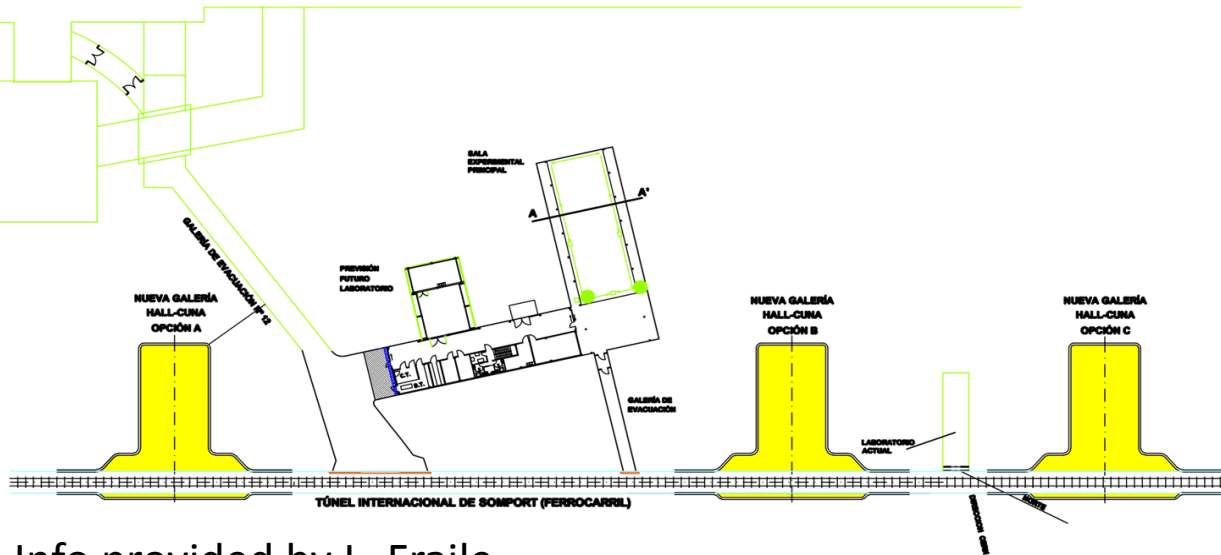 SALA
EXPERIMENTAL
PRINCIPAL
A
A'
GALERÍA DE EVACUACIÓN Nº 12
PREVISIÓN
FUTURO
LABORATORIO
NUEVA GALERÍA
HALL-CUNA
OPCIÓN A
NUEVA GALERÍA
HALL-CUNA
OPCIÓN B
NUEVA GALERÍA
HALL-CUNA
OPCIÓN C
C.T.
B.T.
GALERÍA DE
EVACUACIÓN
LABORATORIO
ACTUAL
TÚNEL INTERNACIONAL DE SOMPORT (FERROCARRIL)
NORTE
DIRECCION
Info provided by L. Fraile